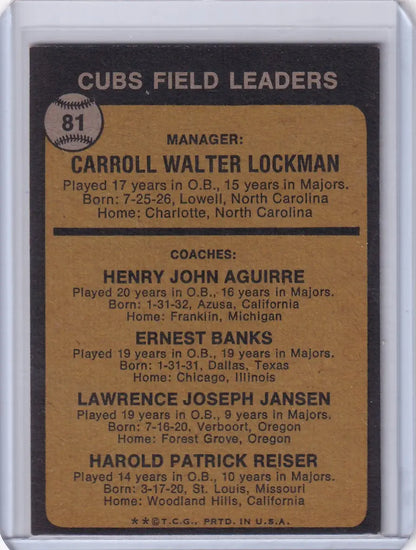 CUBS FIELD LEADERS
81
MANAGER:
CARROLL WALTER LOCKMAN
Played 17 years in O.B., 15 years in Majors.
Born: 7-25-26, Lowell, North Carolina
Home: Charlotte, North Carolina
COACHES:
HENRY JOHN AGUIRRE
Played 20 years in O.B., 16 years in Majors.
Born: 1-31-32, Azusa, California
Home: Franklin, Michigan
ERNEST BANKS
Played 19 years in O.B., 19 years in Majors.
Born: 1-31-31, Dallas, Texas
Home: Chicago, Illinois
LAWRENCE JOSEPH JANSEN
Played 19 years in O.B., 9 years in Majors.
Born: 7-16-20, Verboort, Oregon
Home: Forest Grove, Oregon
HAROLD PATRICK REISER
Played 14 years in O.B., 10 years in Majors.
Born: 3-17-20, St. Louis, Missouri
Home: Woodland Hills, California
**©T.C.G., PRTD. IN U.S.A.